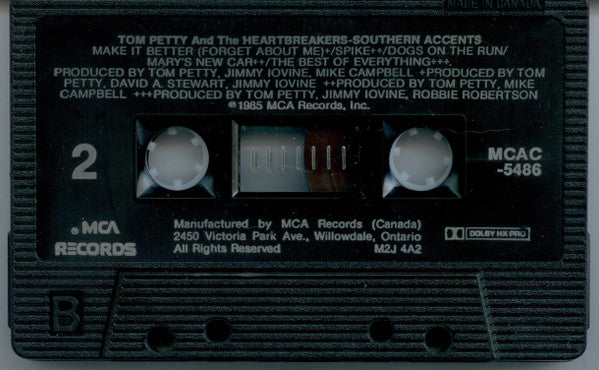 MADE IN CANADA
TOM PETTY And The HEARTBREAKERS-SOUTHERN ACCENTS
MAKE IT BETTER (FORGET ABOUT ME)+/SPIKE++/DOGS ON THE RUN/
MARY'S NEW CAR++/THE BEST OF EVERYTHING+++.
PRODUCED BY TOM PETTY, JIMMY IOVINE, MIKE CAMPBELL +PRODUCED BY TOM
PETTY, DAVID A. STEWART, JIMMY IOVINE ++PRODUCED BY TOM PETTY, MIKE
CAMPBELL +++PRODUCED BY TOM PETTY, JIMMY IOVINE, ROBBIE ROBERTSON
℗©1985 MCA Records, Inc.
2
MCAC
-5486
®MCA
RECORDS
Manufactured by MCA Records (Canada)
2450 Victoria Park Ave., Willowdale, Ontario
All Rights Reserved M2J 4A2
DOLBY HX PRO
B